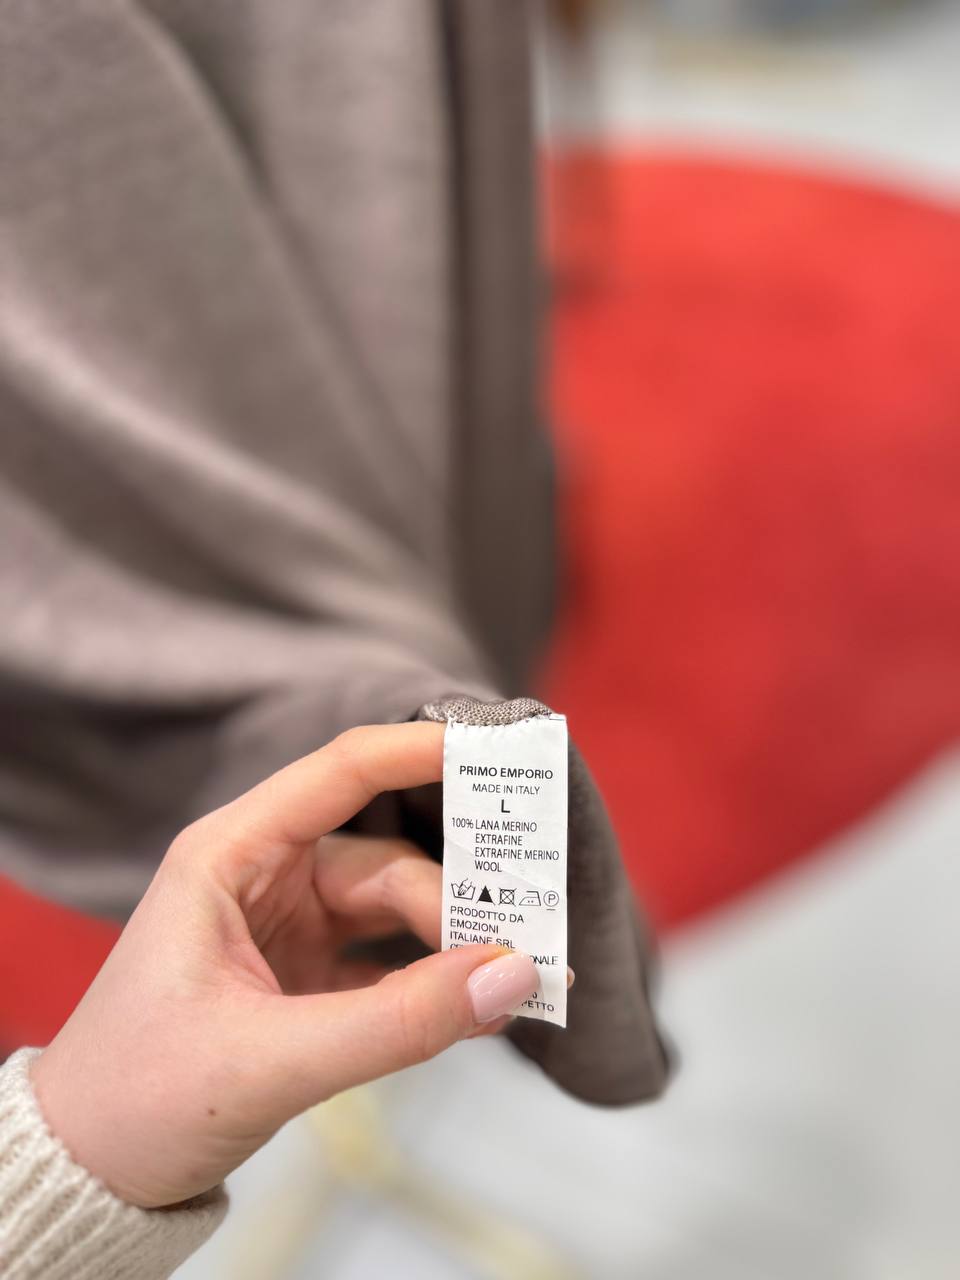 PRIMO EMPORIO
MADE IN ITALY
L
100% LANA MERINO
EXTRAFINE
EXTRAFINE MERINO
WOOL
P
PRODOTTO DA
EMOZIONI
ITALIANE SRL